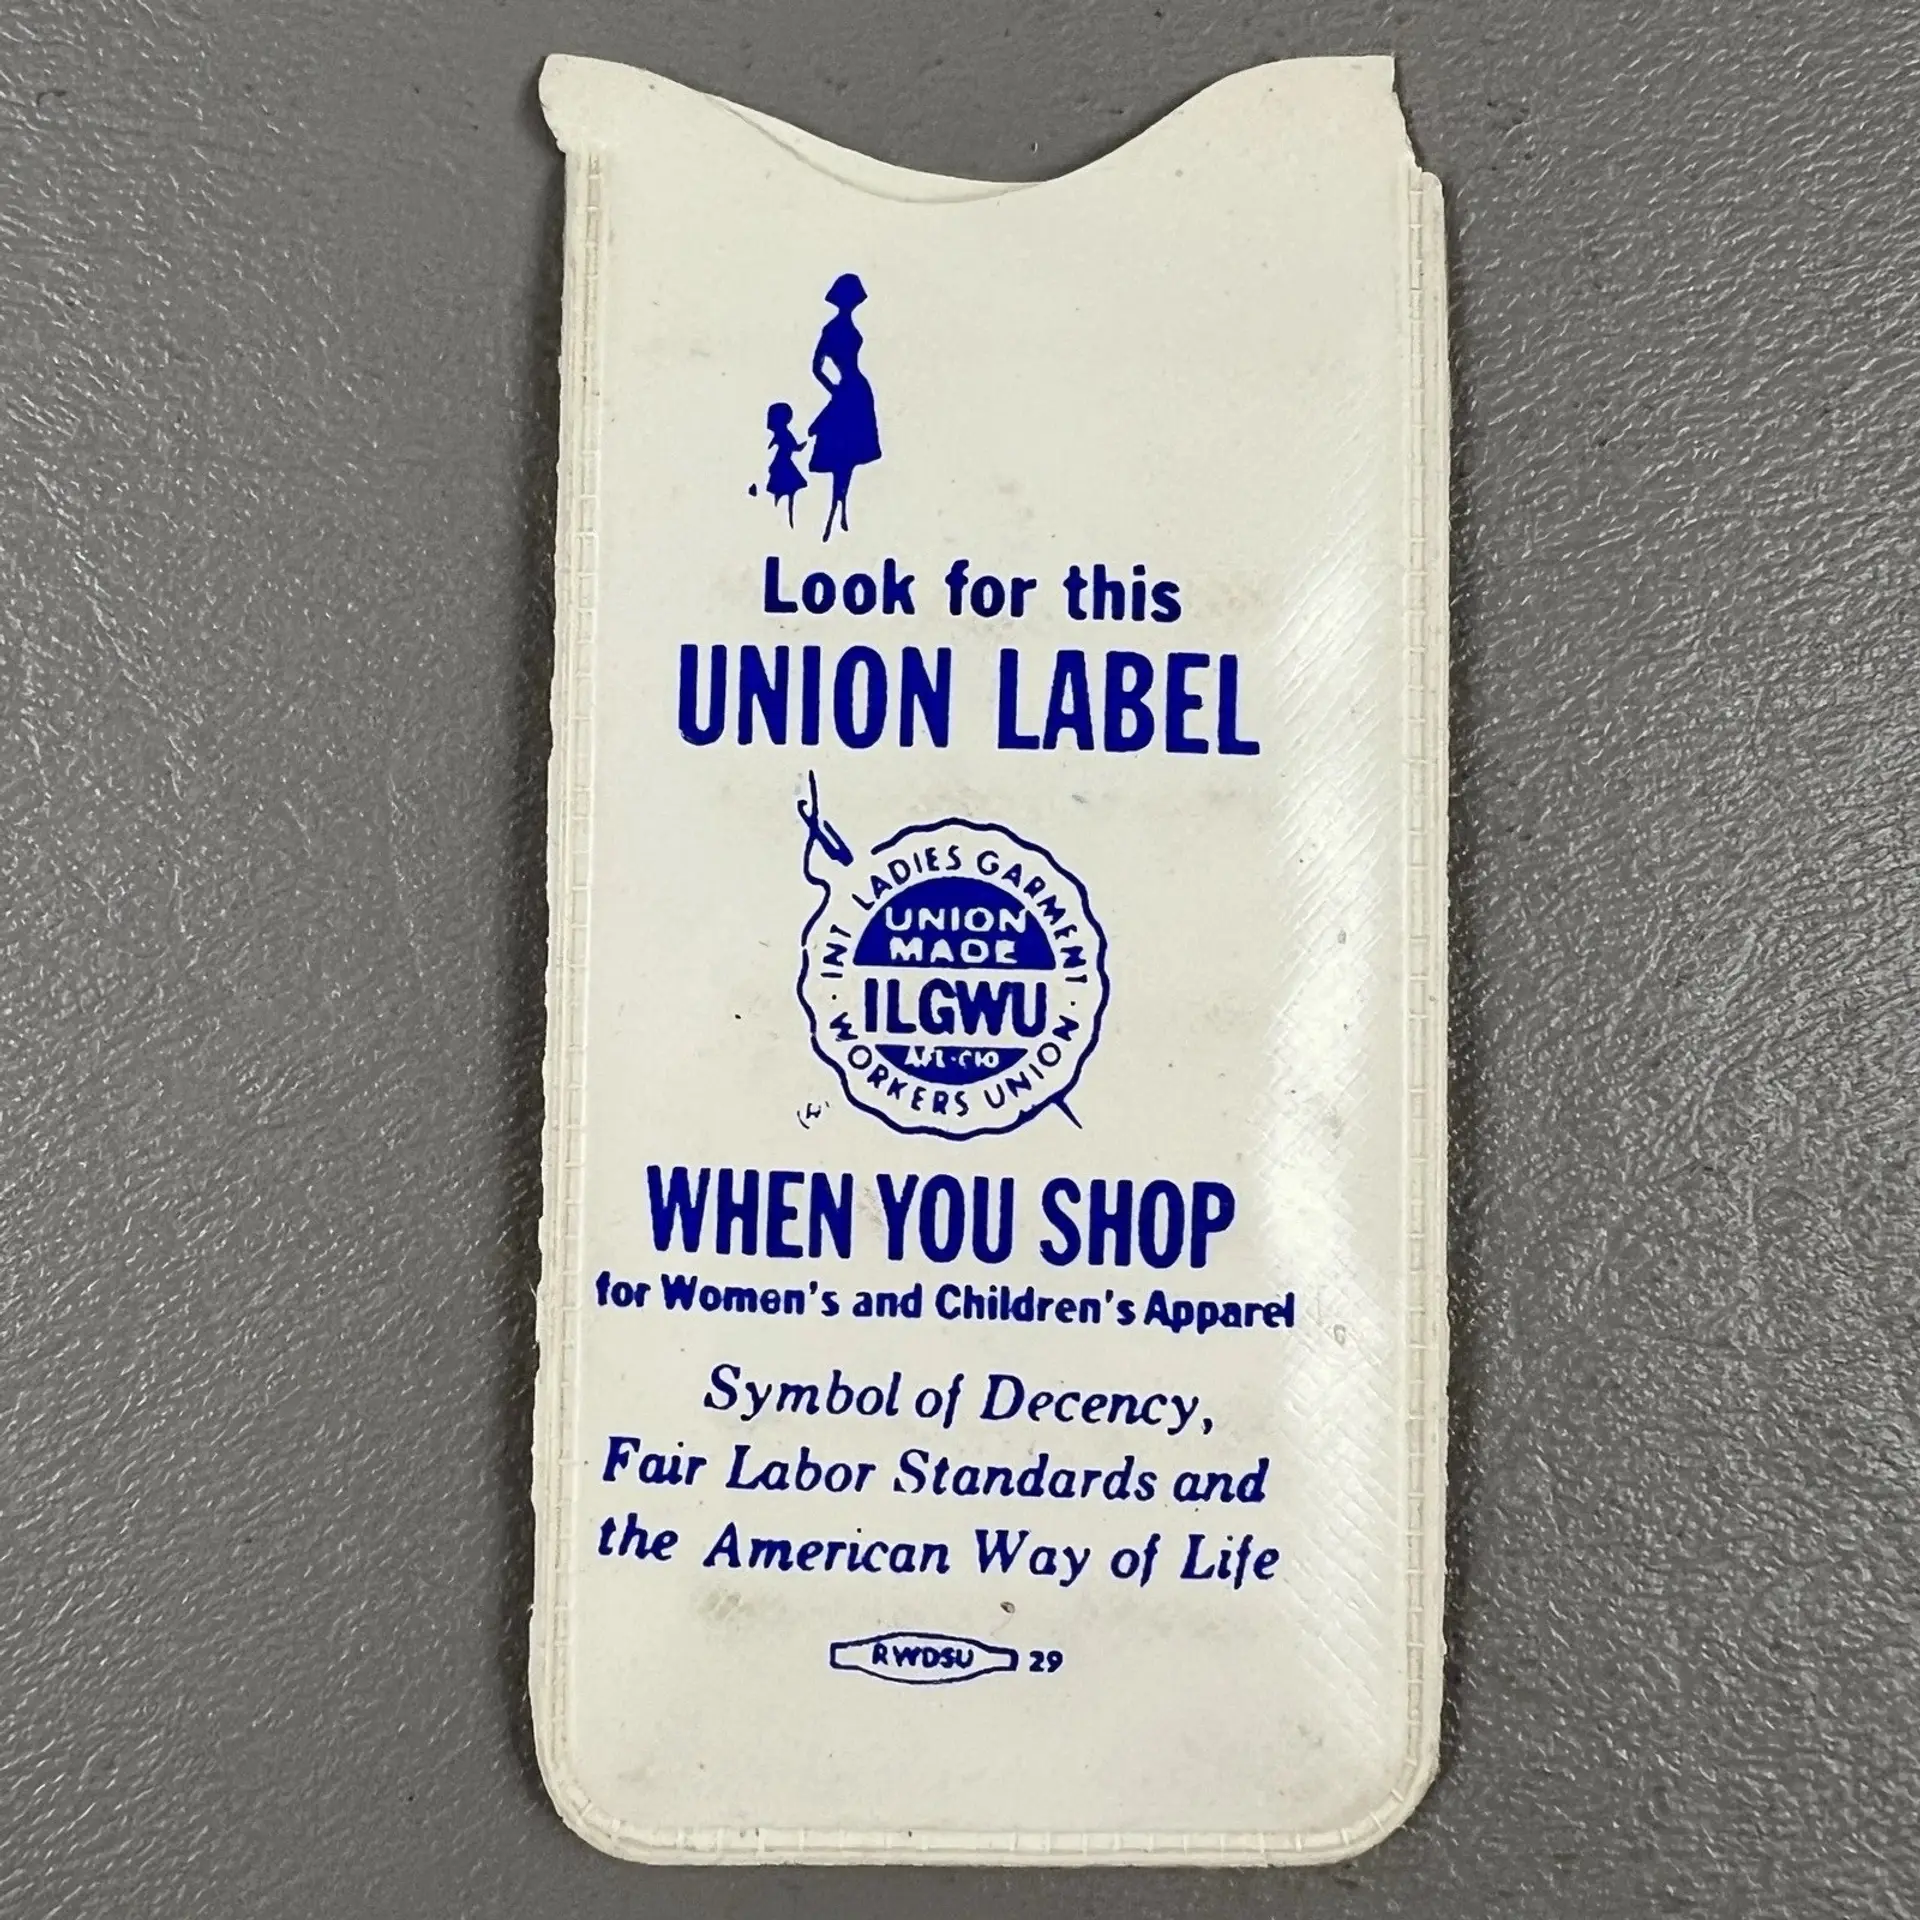 Look for this
UNION LABEL
INT LADIES GARMENT
UNION
MADE
ILGWU
AFL-CIO
WORKERS UNION
WHEN YOU SHOP
for Women's and Children's Apparel
Symbol of Decency,
Fair Labor Standards and
the American Way of Life
RWDSU 29